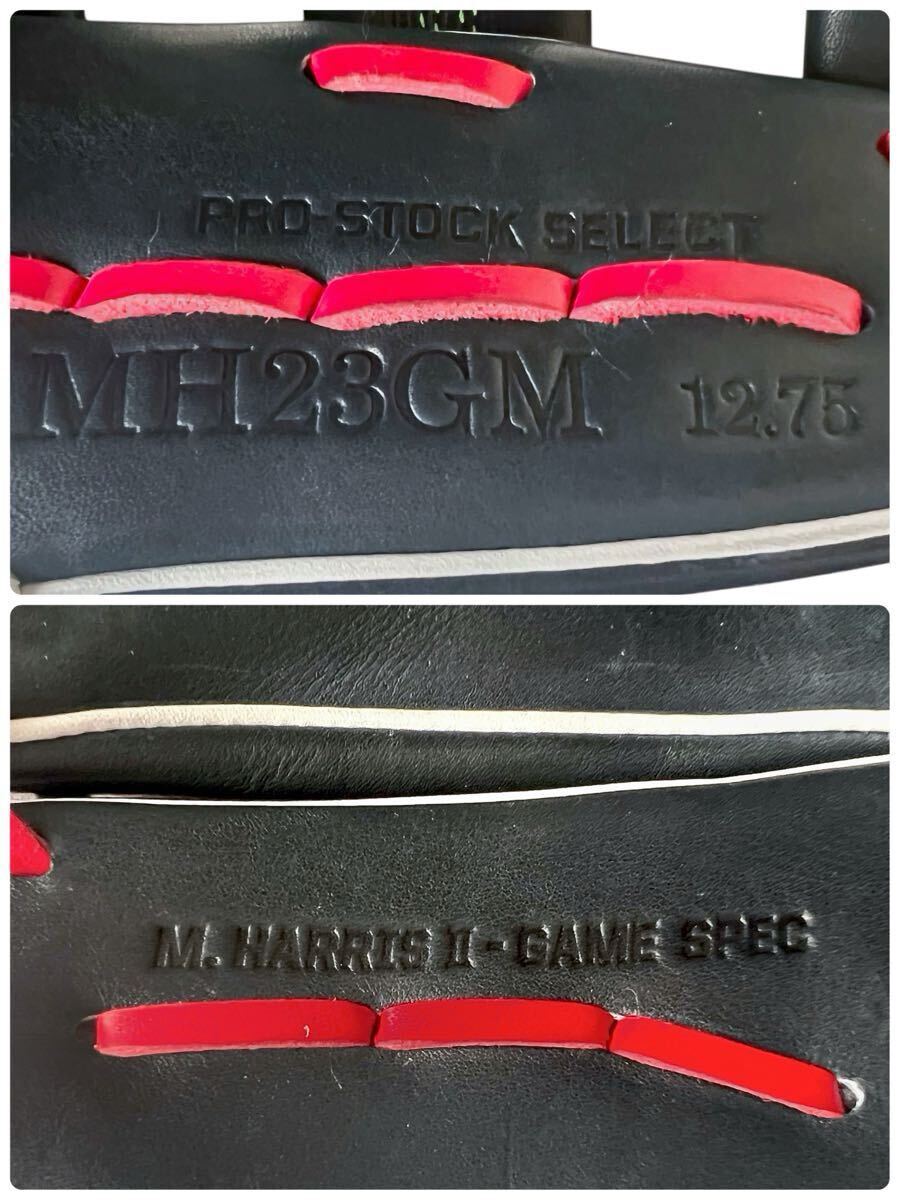 PRO-STOCK SELECT
MH23GM 12.75
M. HARRIS II - GAME SPEC